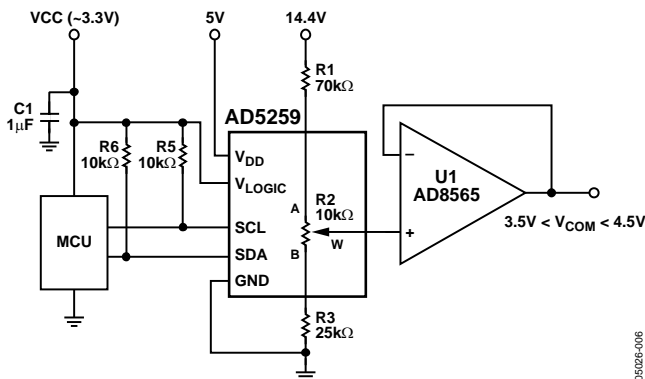 VCC (~3.3V)
5V
14.4V
R1
70kΩ
C1
1µF
AD5259
R6
10kΩ
R5
10kΩ
VDD
VLOGIC
SCL
SDA
GND
MCU
A
R2
10kΩ
B
W
R3
25kΩ
−
+
U1
AD8565
3.5V < VCOM < 4.5V
05026-006